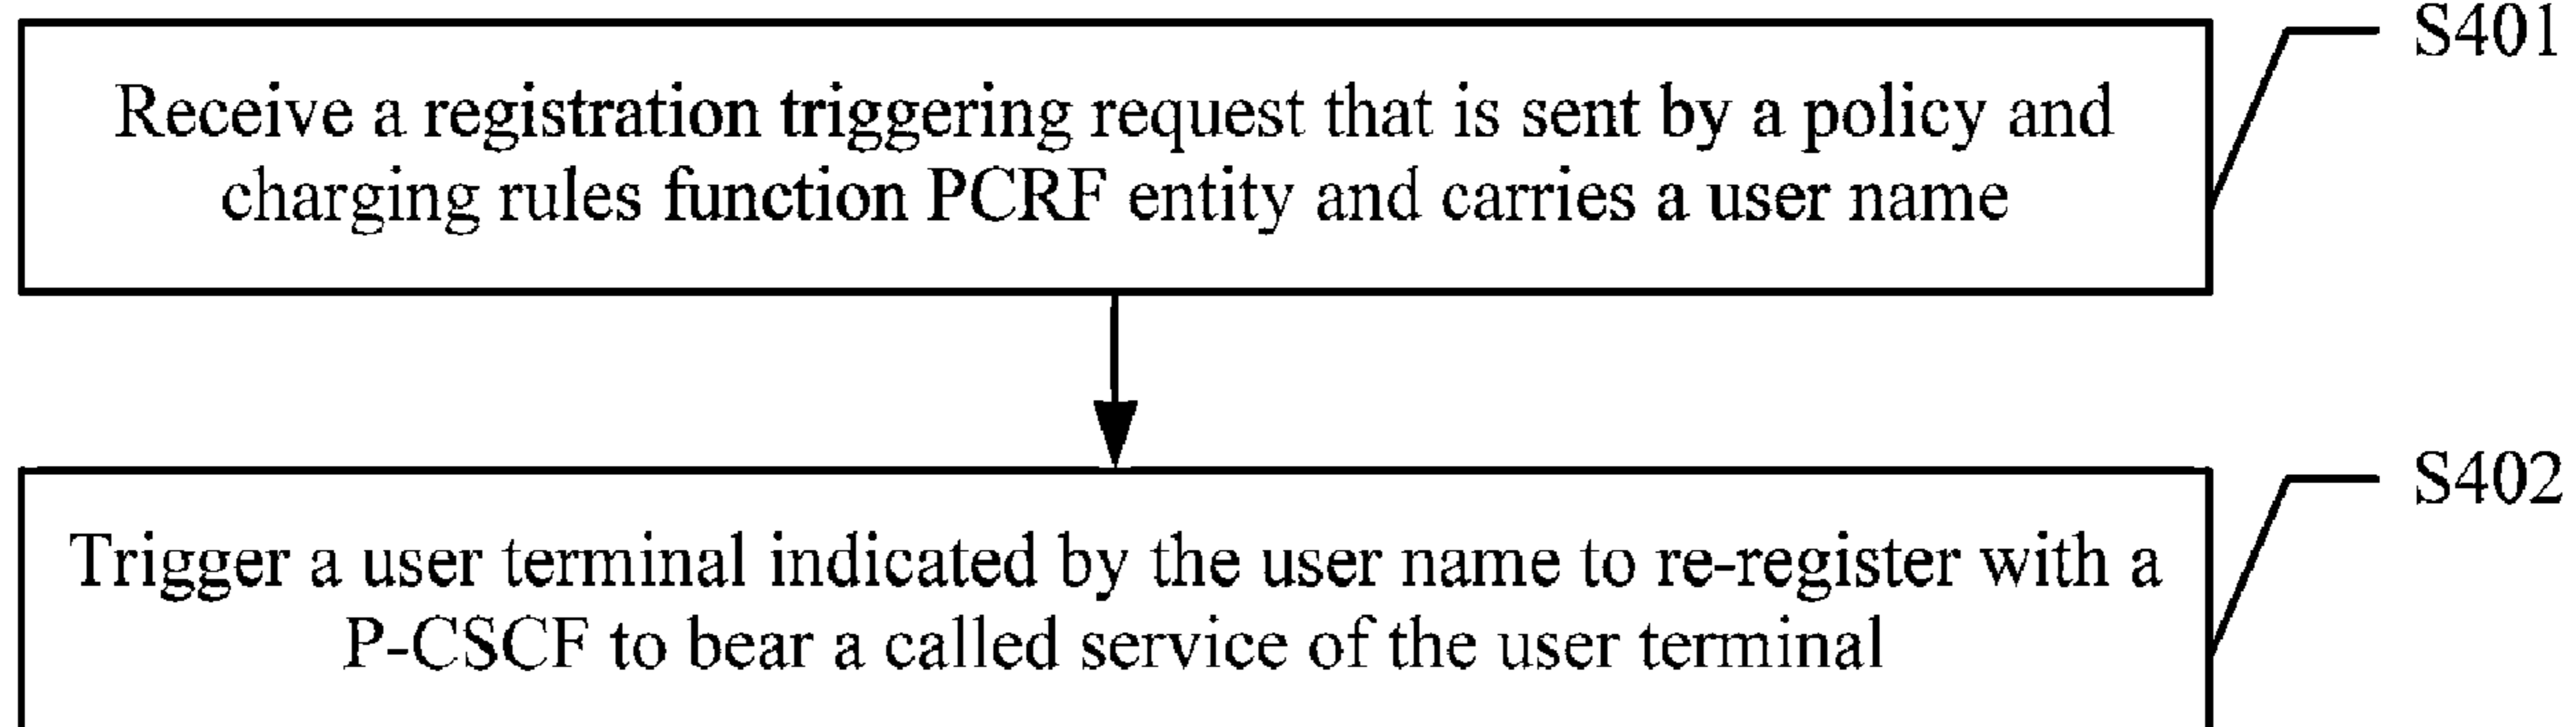 S401
Receive a registration triggering request that is sent by a policy and
charging rules function PCRF entity and carries a user name
S402
Trigger a user terminal indicated by the user name to re-register with a
P-CSCF to bear a called service of the user terminal